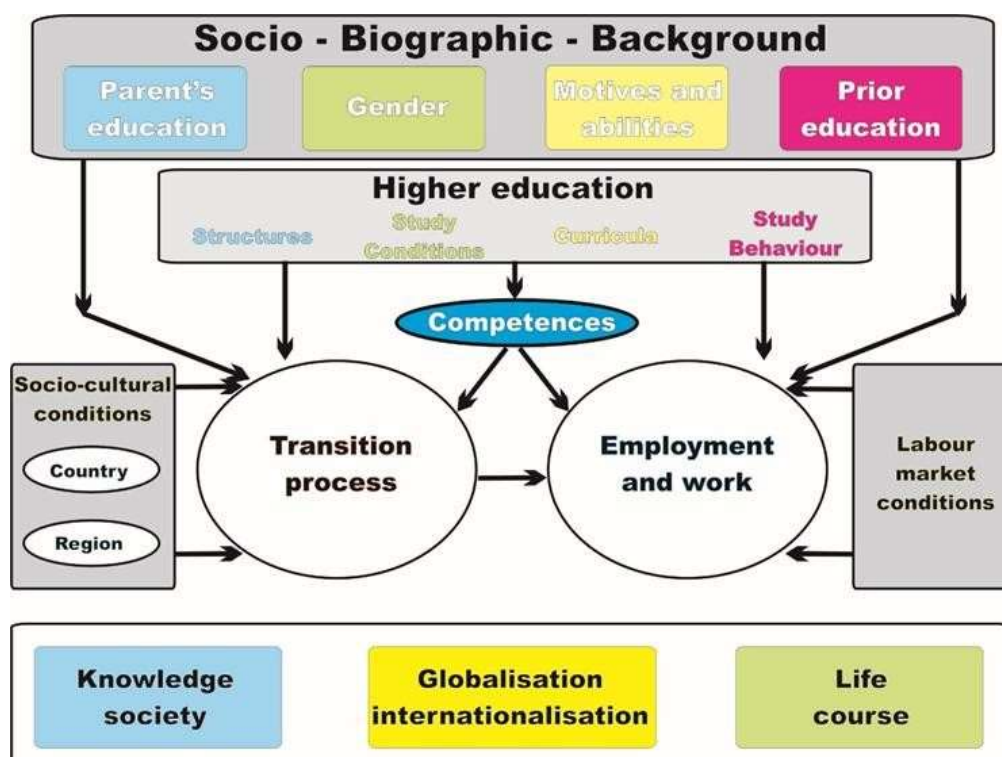 Socio - Biographic - Background
Parent's
education
Gender
Motives and
abilities
Prior
education
Higher education
Structures
Study
Conditions
Curricula
Study
Behaviour
Competences
Socio-cultural
conditions
Country
Region
Transition
process
Employment
and work
Labour
market
conditions
Knowledge
society
Globalisation
internationalisation
Life
course